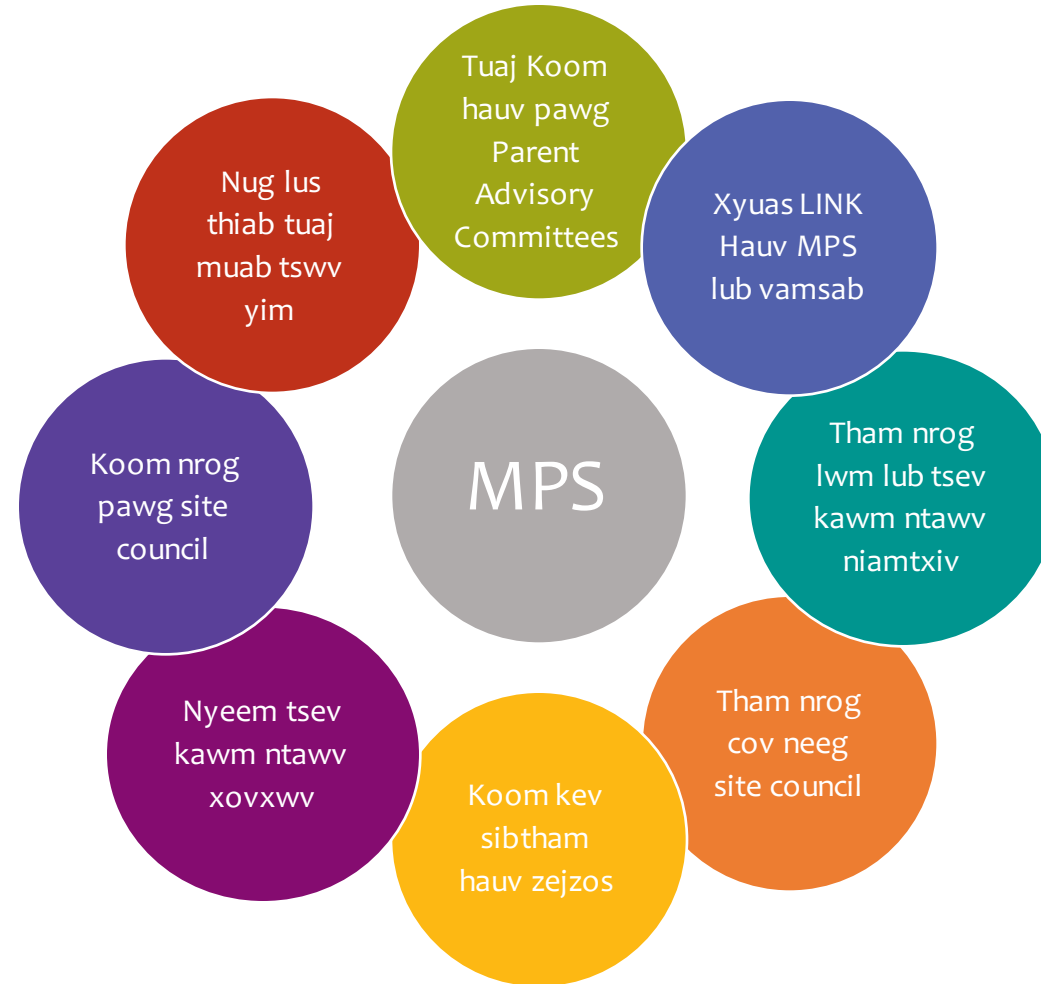 Tuaj Koom
hauv pawg
Parent
Advisory
Committees
Xyuas LINK
Hauv MPS
lub vamsab
Tham nrog
lwm lub tsev
kawm ntawv
niamtxiv
Tham nrog
cov neeg
site council
Koom kev
sibtham
hauv zejzos
Nyeem tsev
kawm ntawv
xovxwv
Koom nrog
pawg site
council
Nug lus
thiab tuaj
muab tswv
yim
MPS